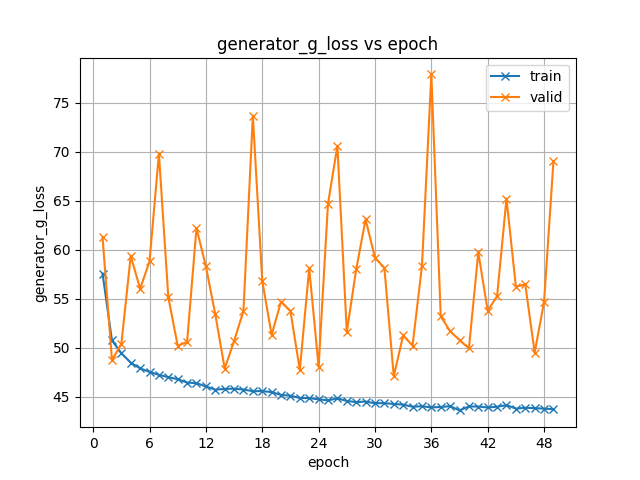 generator_g_loss vs epoch
train
valid
generator_g_loss
75
70
65
60
55
50
45
0 6 12 18 24 30 36 42 48
epoch